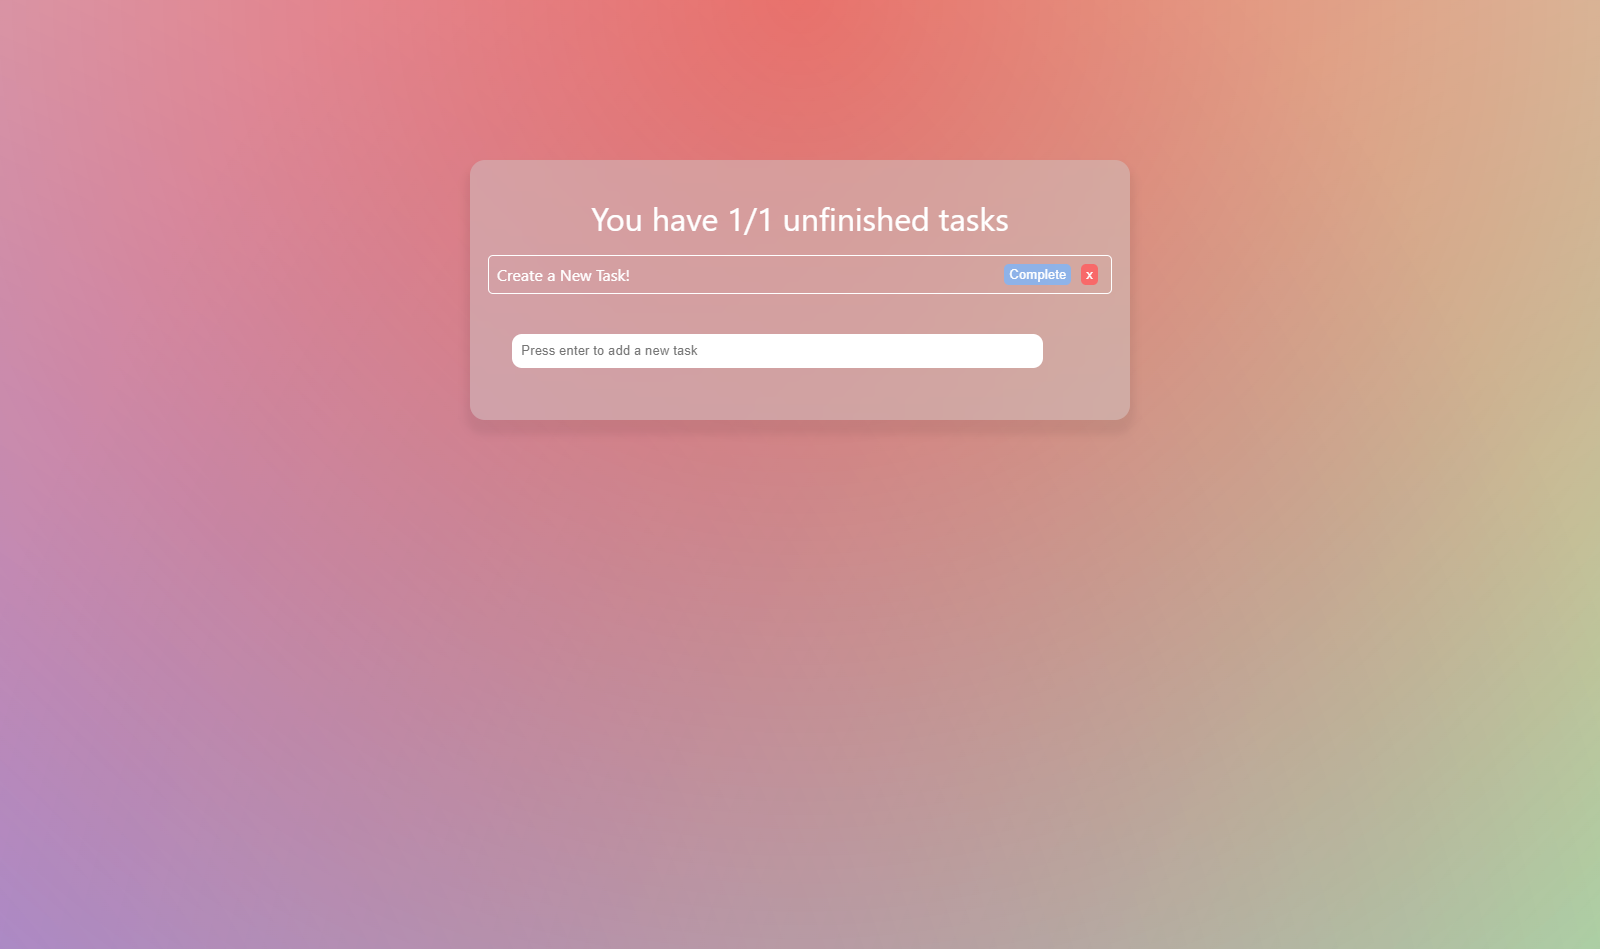 You have 1/1 unfinished tasks
Create a New Task! Complete x
Press enter to add a new task